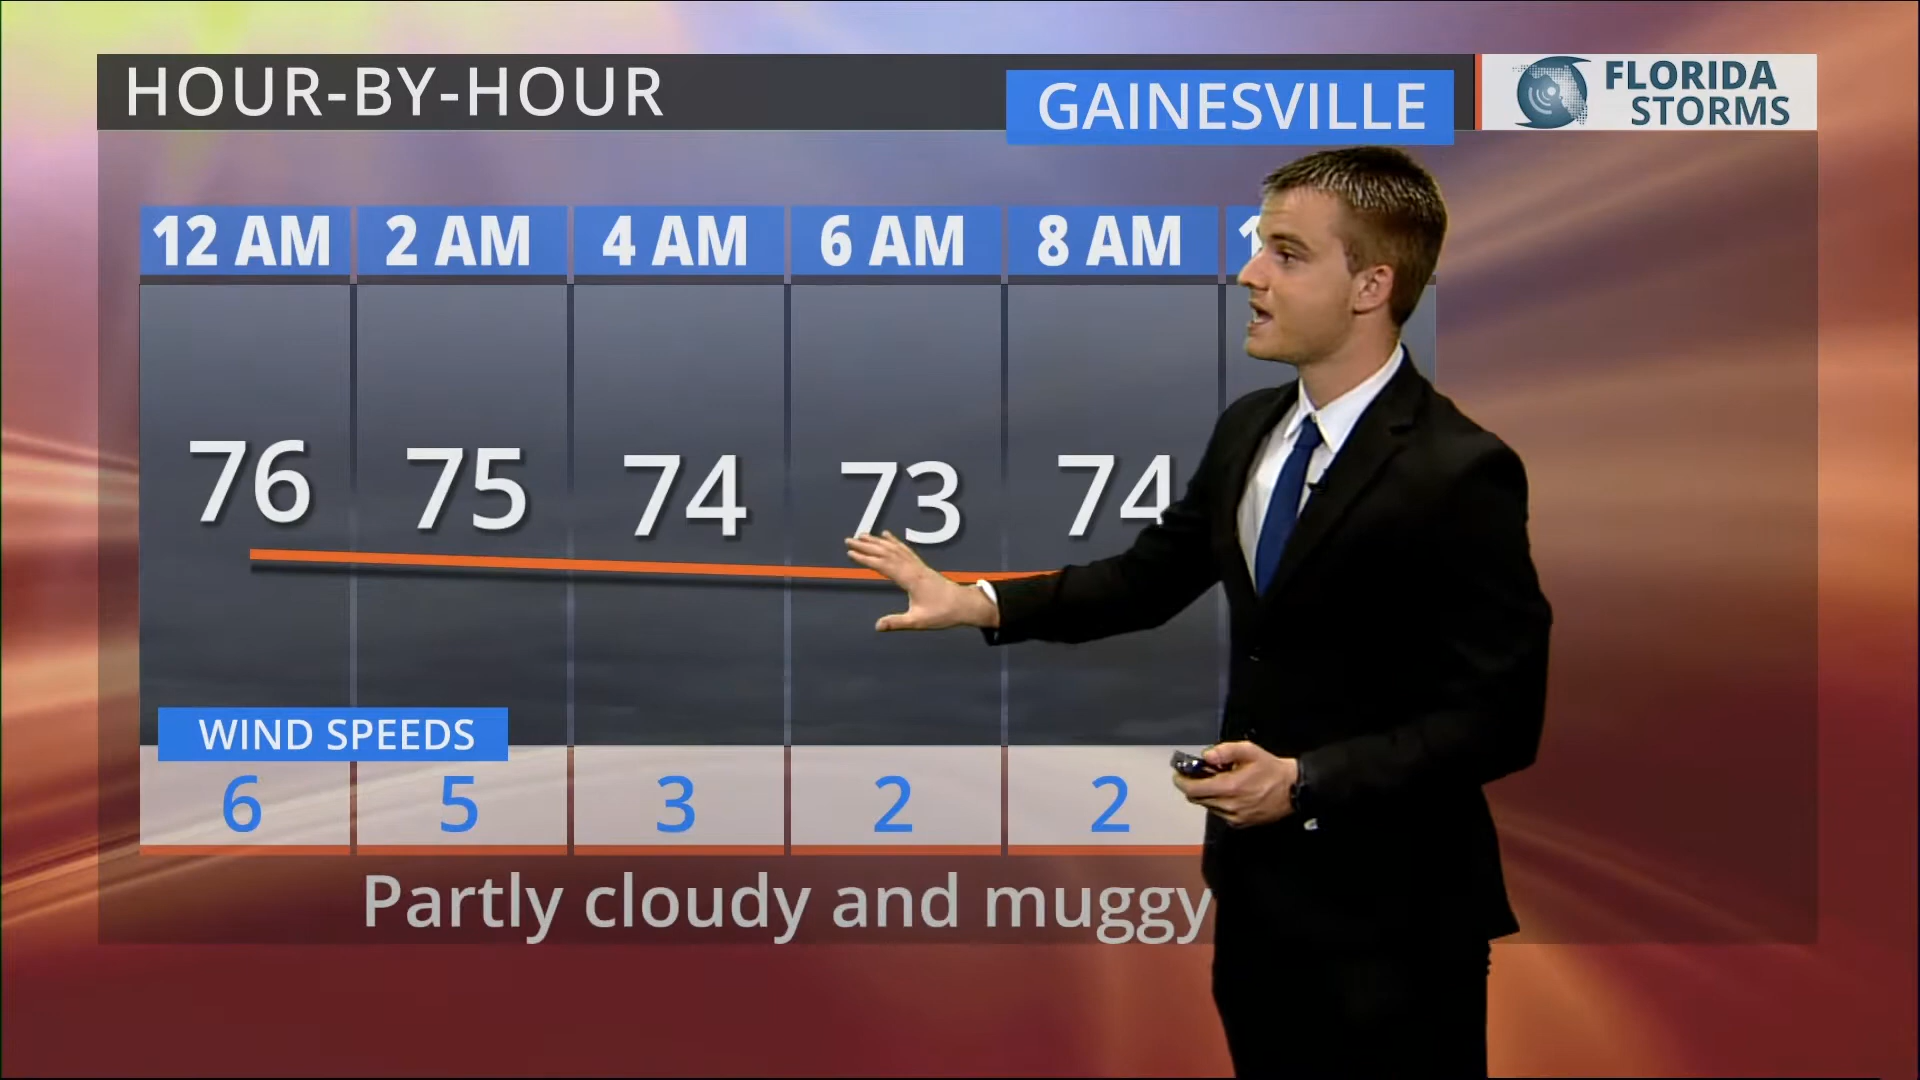 HOUR-BY-HOUR
GAINESVILLE
FLORIDA
STORMS
12 AM 2 AM 4 AM 6 AM 8 AM
76 75 74 73 74
WIND SPEEDS
6 5 3 2 2
Partly cloudy and muggy